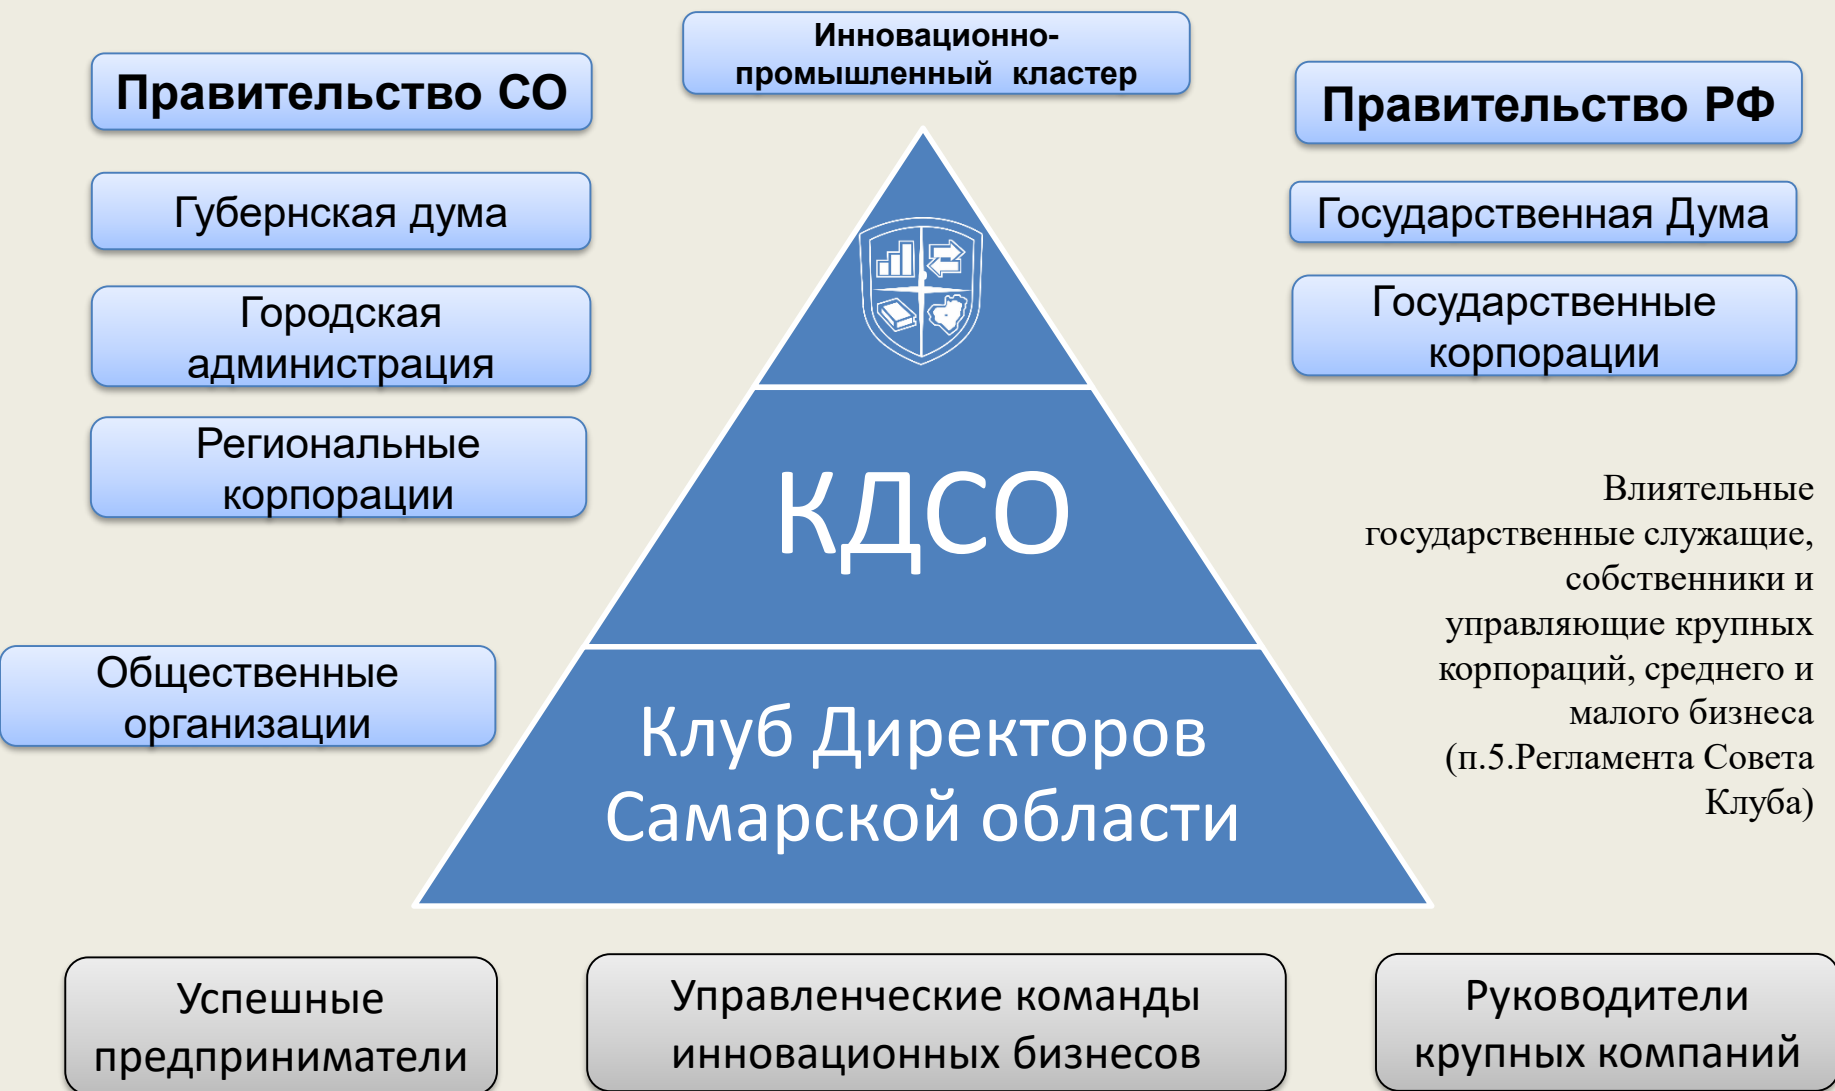 Инновационно-
промышленный кластер
Правительство СО
Правительство РФ
Губернская дума
Государственная Дума
Городская
администрация
Государственные
корпорации
Региональные
корпорации
КДСО
Влиятельные
государственные служащие,
собственники и
управляющие крупных
корпораций, среднего и
малого бизнеса
(п.5.Регламента Совета
Клуба)
Общественные
организации
Клуб Директоров
Самарской области
Успешные
предприниматели
Управленческие команды
инновационных бизнесов
Руководители
крупных компаний